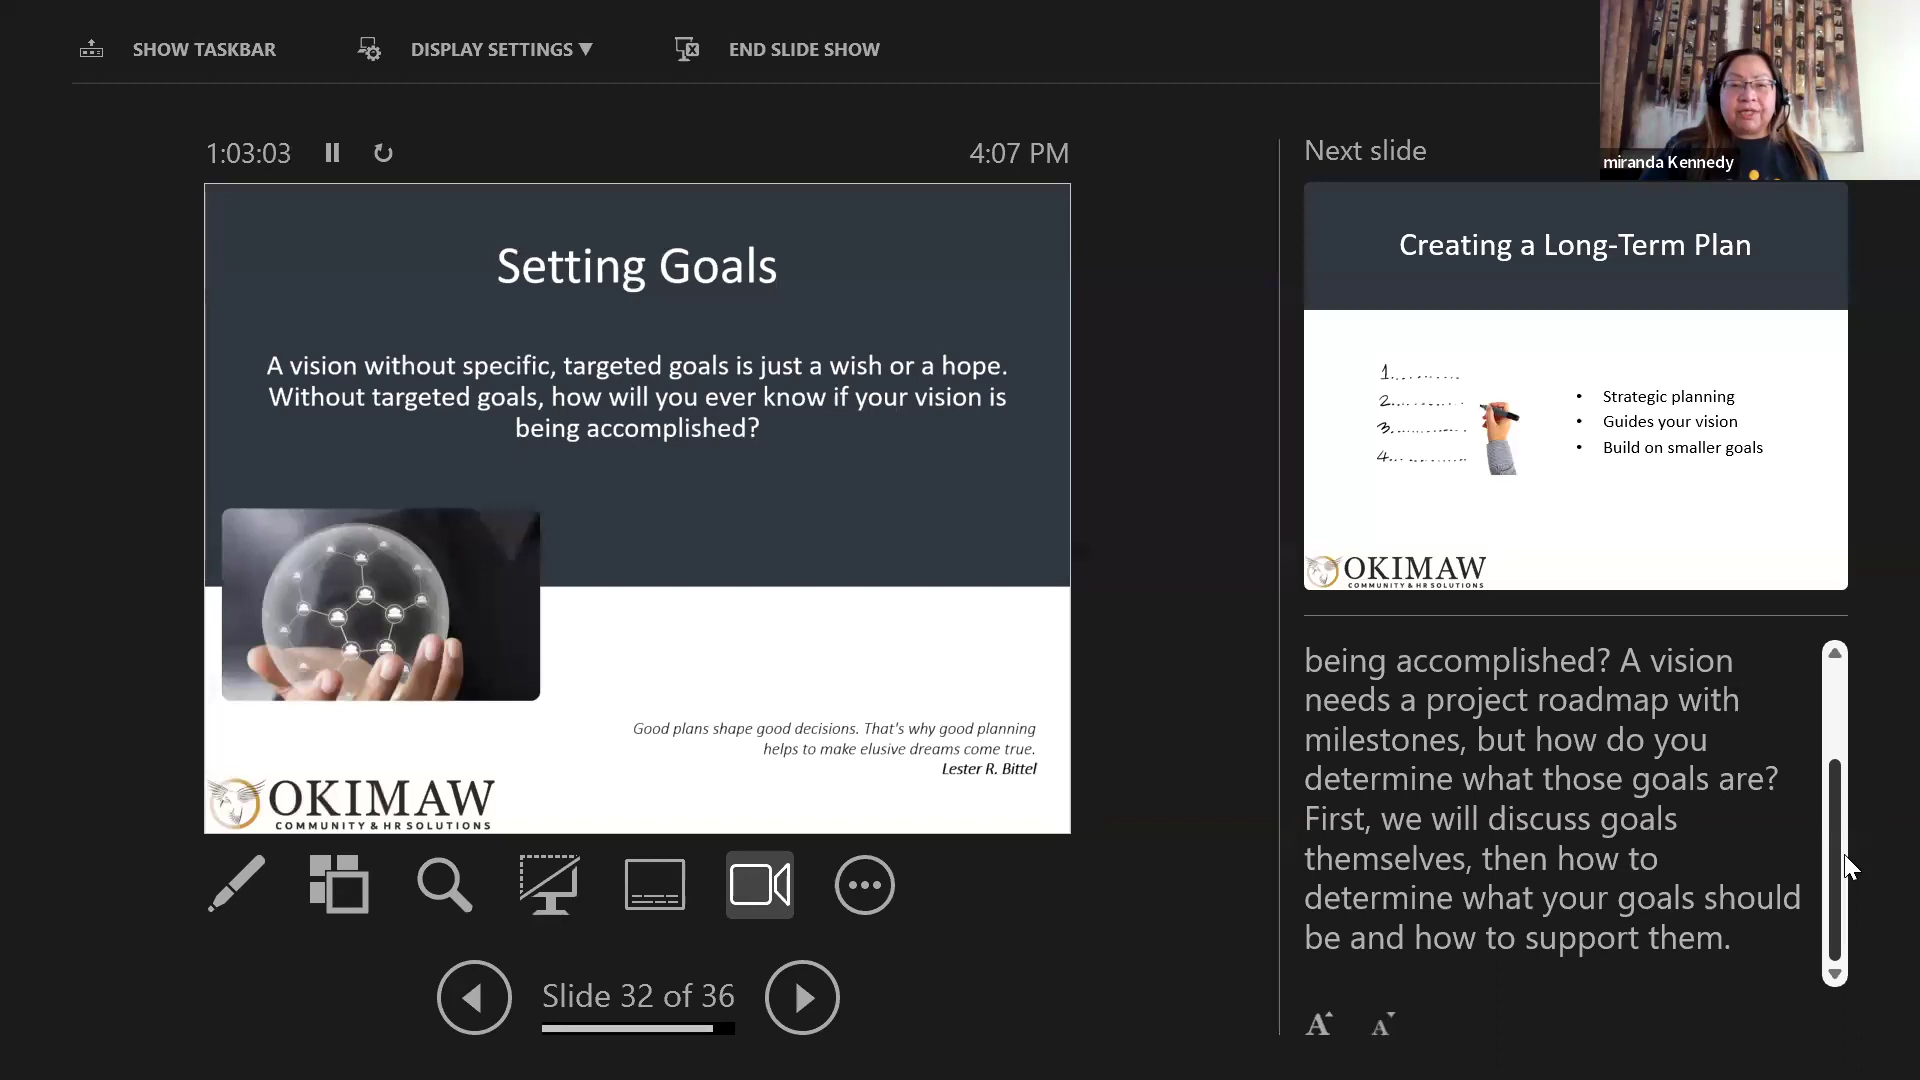 SHOW TASKBAR
DISPLAY SETTINGS ▼
END SLIDE SHOW
miranda Kennedy
1:03:03
4:07 PM
Setting Goals
A vision without specific, targeted goals is just a wish or a hope.
Without targeted goals, how will you ever know if your vision is
being accomplished?
Good plans shape good decisions. That's why good planning
helps to make elusive dreams come true.
Lester R. Bittel
OKIMAW
COMMUNITY & HR SOLUTIONS
Slide 32 of 36
Next slide
Creating a Long-Term Plan
1.
2.
3.
4.
• Strategic planning
• Guides your vision
• Build on smaller goals
OKIMAW
COMMUNITY & HR SOLUTIONS
being accomplished? A vision
needs a project roadmap with
milestones, but how do you
determine what those goals are?
First, we will discuss goals
themselves, then how to
determine what your goals should
be and how to support them.
A A